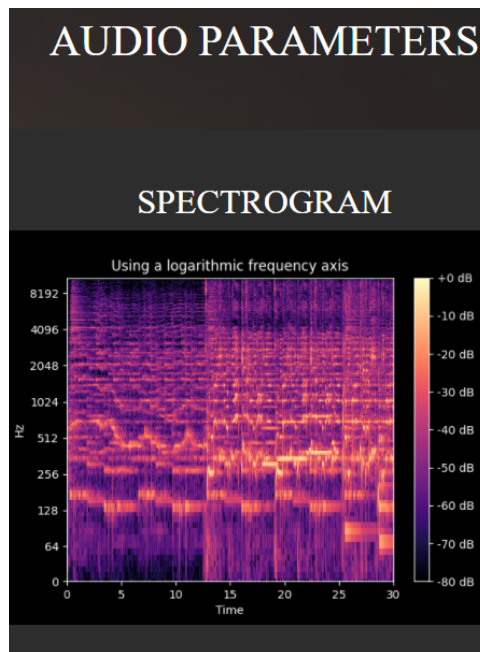 AUDIO PARAMETERS
SPECTROGRAM
Using a logarithmic frequency axis
8192
4096
2048
1024
512
256
128
64
0
Hz
0 5 10 15 20 25 30
Time
+0 dB
-10 dB
-20 dB
-30 dB
-40 dB
-50 dB
-60 dB
-70 dB
-80 dB